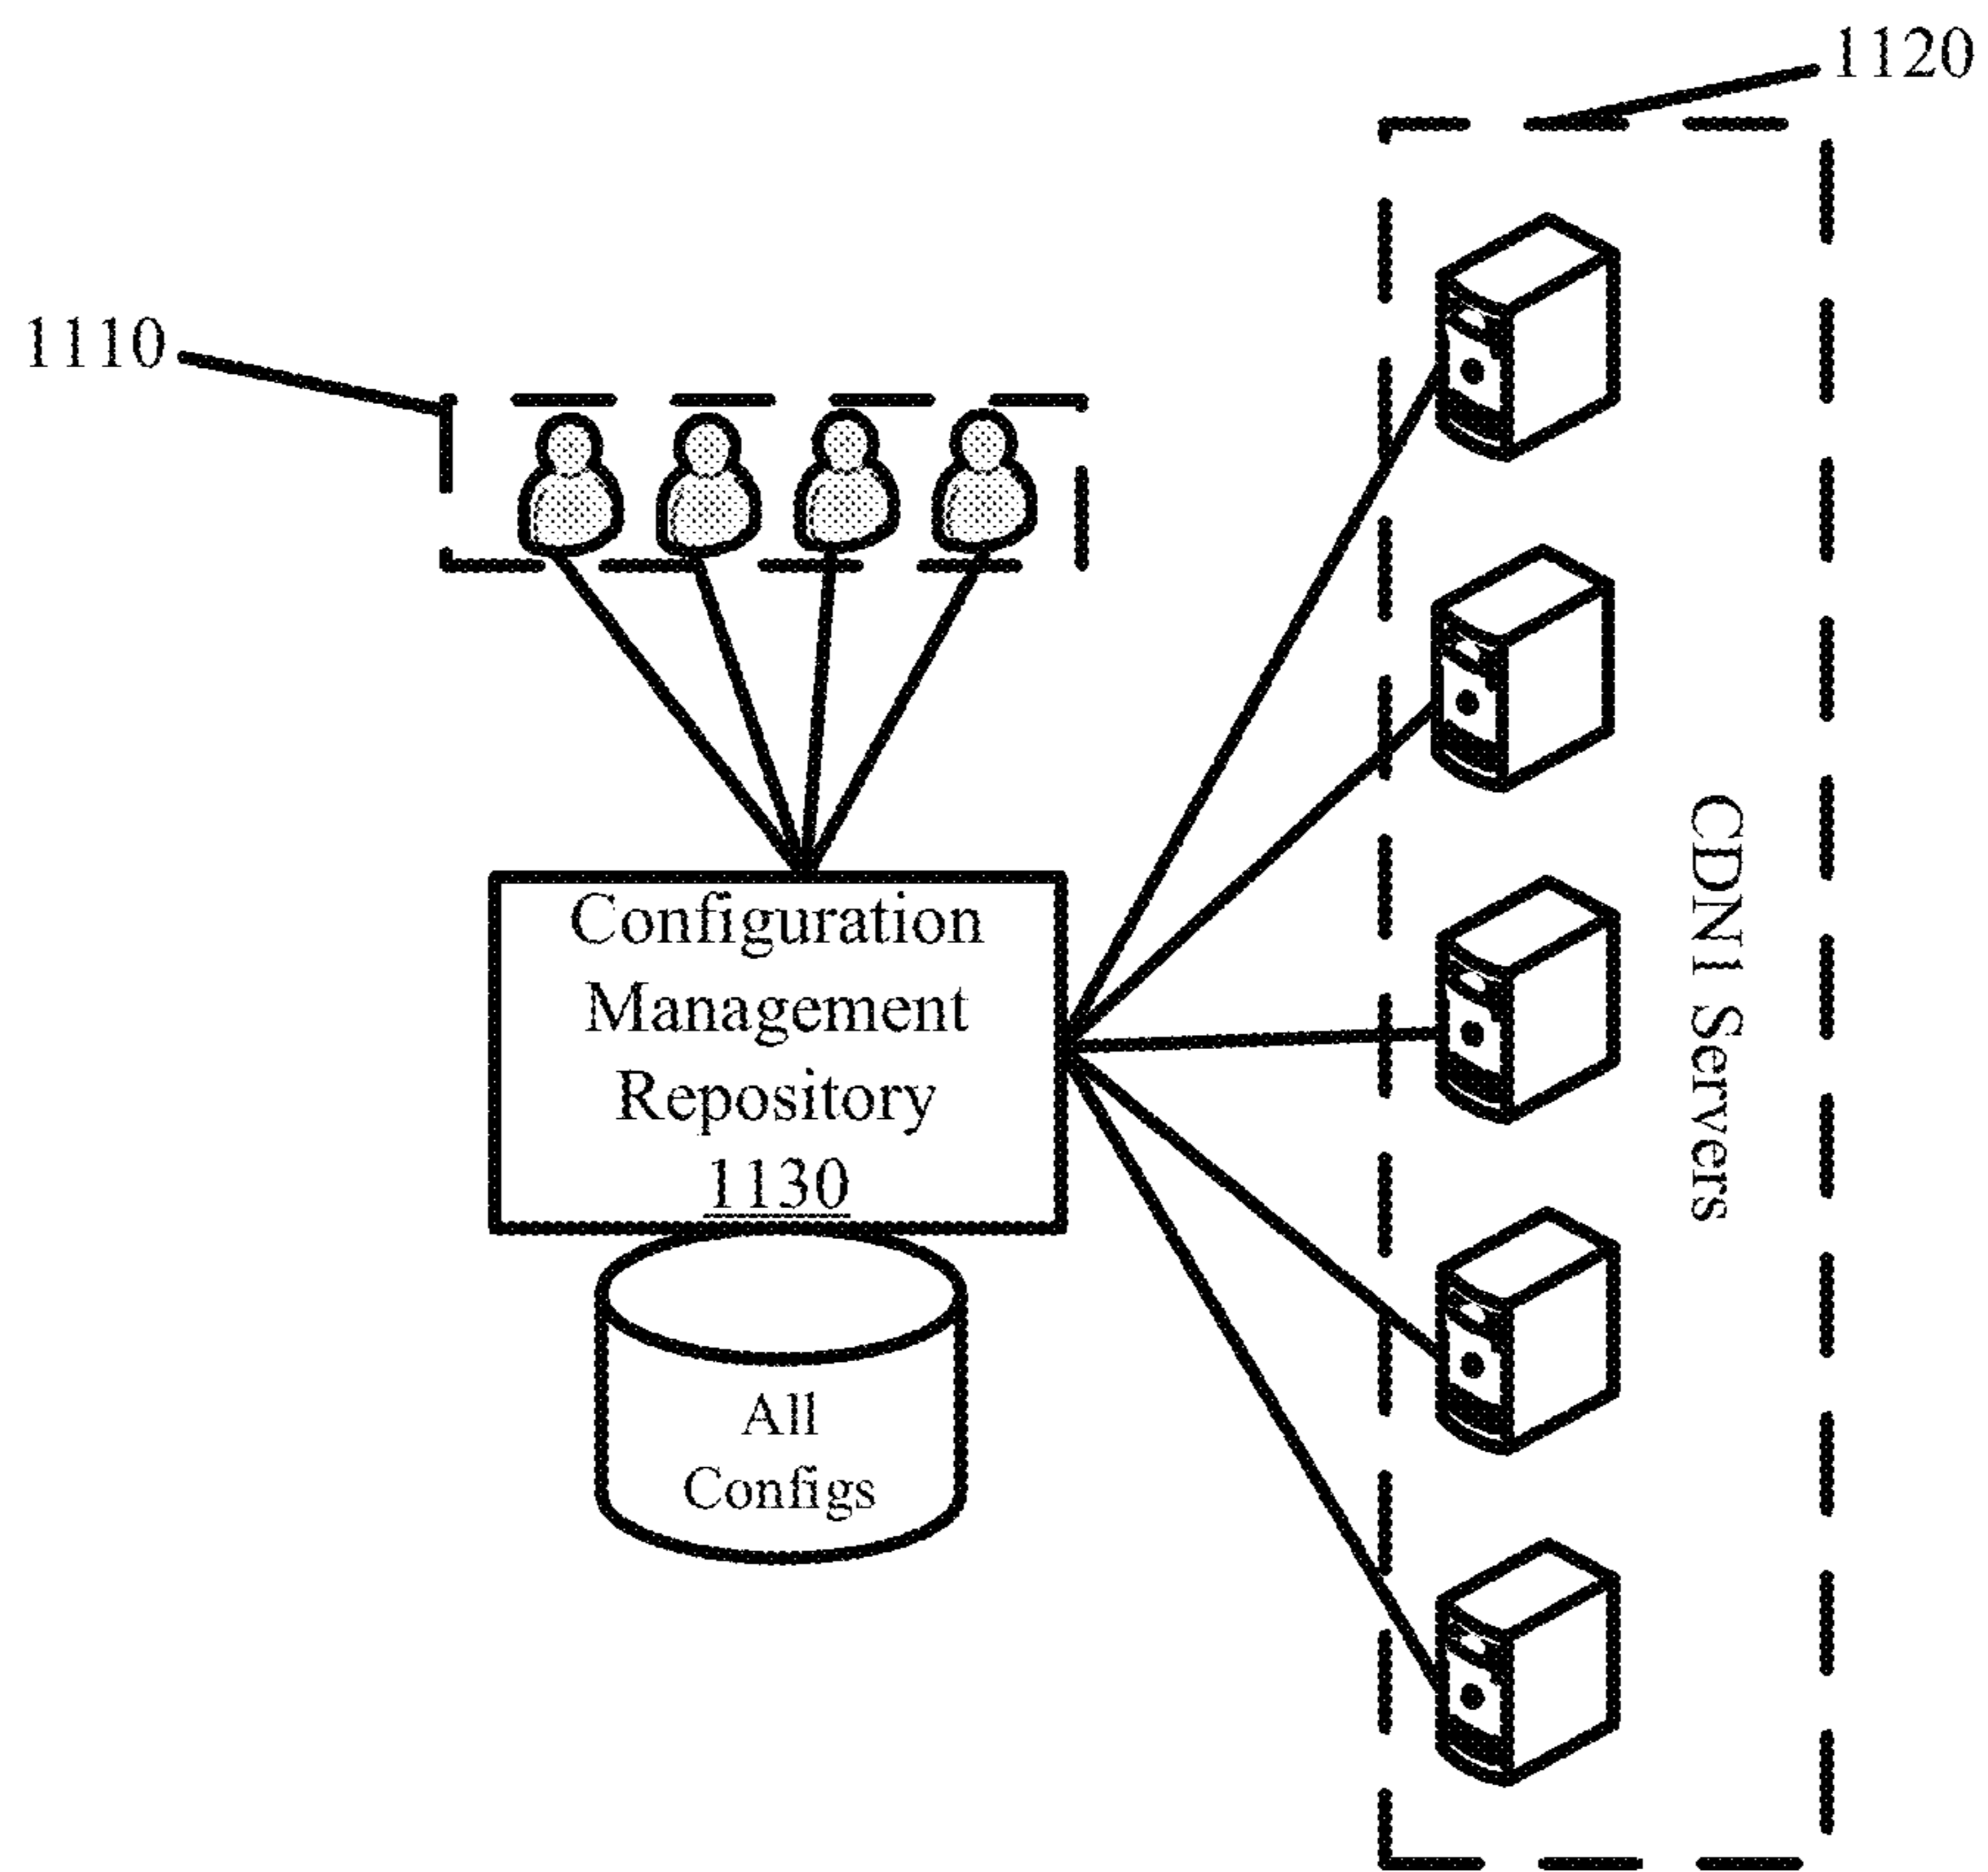 1120
1110
Configuration
Management
Repository
1130
All
Configs
CDN1 Servers